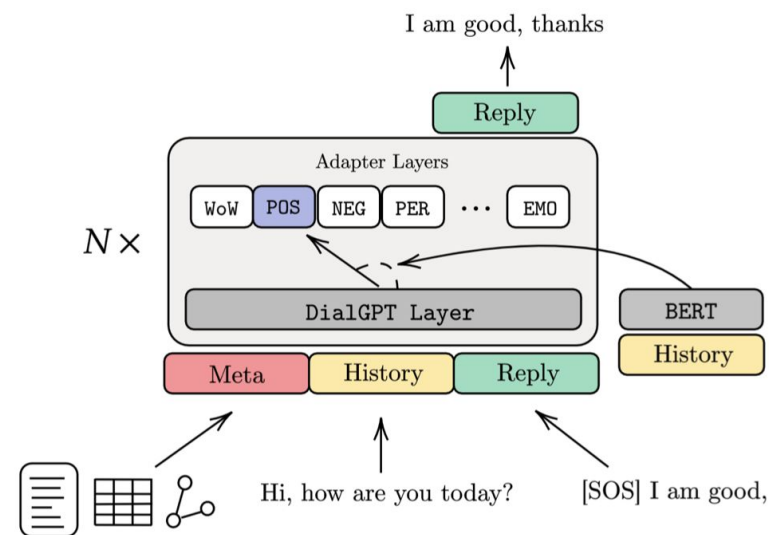 I am good, thanks
Reply
Adapter Layers
WoW POS NEG PER ··· EMO
N×
DialGPT Layer
BERT
History
Meta History Reply
Hi, how are you today?
[SOS] I am good,